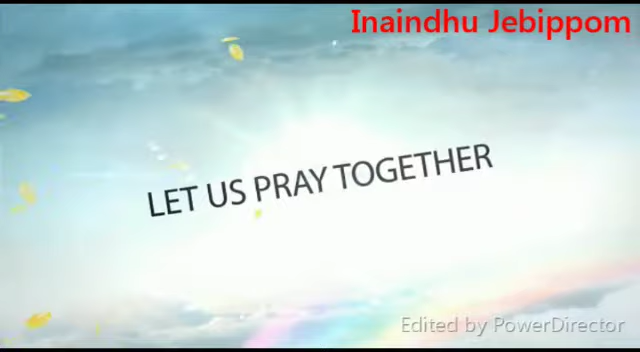 Inaindhu Jebippom
LET US PRAY TOGETHER
Edited by PowerDirector